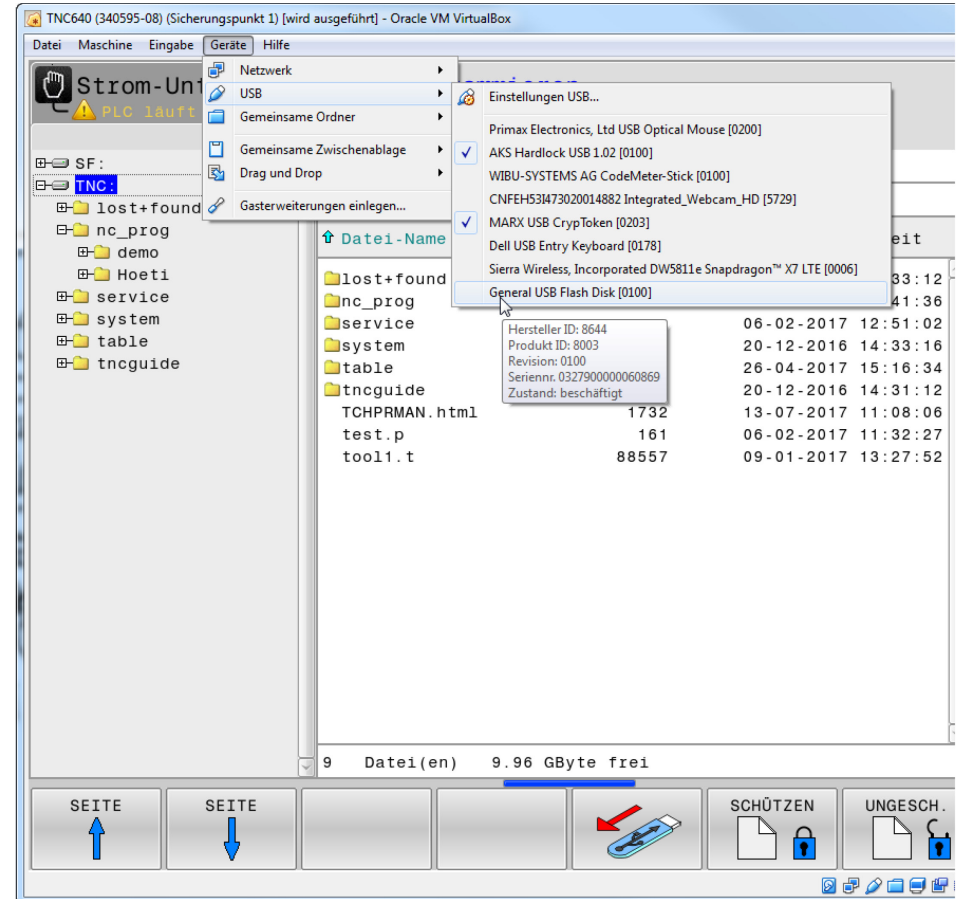 TNC640 (340595-08) (Sicherungspunkt 1) [wird ausgeführt] - Oracle VM VirtualBox
Datei Maschine Eingabe Geräte Hilfe
Strom-Unt
PLC läuft
Netzwerk
USB
Gemeinsame Ordner
Gemeinsame Zwischenablage
Drag und Drop
Gasterweiterungen einlegen...
Einstellungen USB...
Primax Electronics, Ltd USB Optical Mouse [0200]
AKS Hardlock USB 1.02 [0100]
WIBU-SYSTEMS AG CodeMeter-Stick [0100]
CNFEH53I473020014882 Integrated_Webcam_HD [5729]
MARX USB CrypToken [0203]
Dell USB Entry Keyboard [0178]
Sierra Wireless, Incorporated DW5811e Snapdragon™ X7 LTE [0006]
General USB Flash Disk [0100]
Hersteller ID: 8644
Produkt ID: 8003
Revision: 0100
Seriennr. 0327900000060869
Zustand: beschäftigt
SF:
TNC:
lost+found
nc_prog
demo
Hoeti
service
system
table
tncguide
Datei-Name eit
lost+found 33:12
nc_prog 41:36
service 06-02-2017 12:51:02
system 20-12-2016 14:33:16
table 26-04-2017 15:16:34
tncguide 20-12-2016 14:31:12
TCHPRMAN.html 1732 13-07-2017 11:08:06
test.p 161 06-02-2017 11:32:27
tool1.t 88557 09-01-2017 13:27:52
9 Datei(en) 9.96 GByte frei
SEITE SEITE SCHÜTZEN UNGESCH.